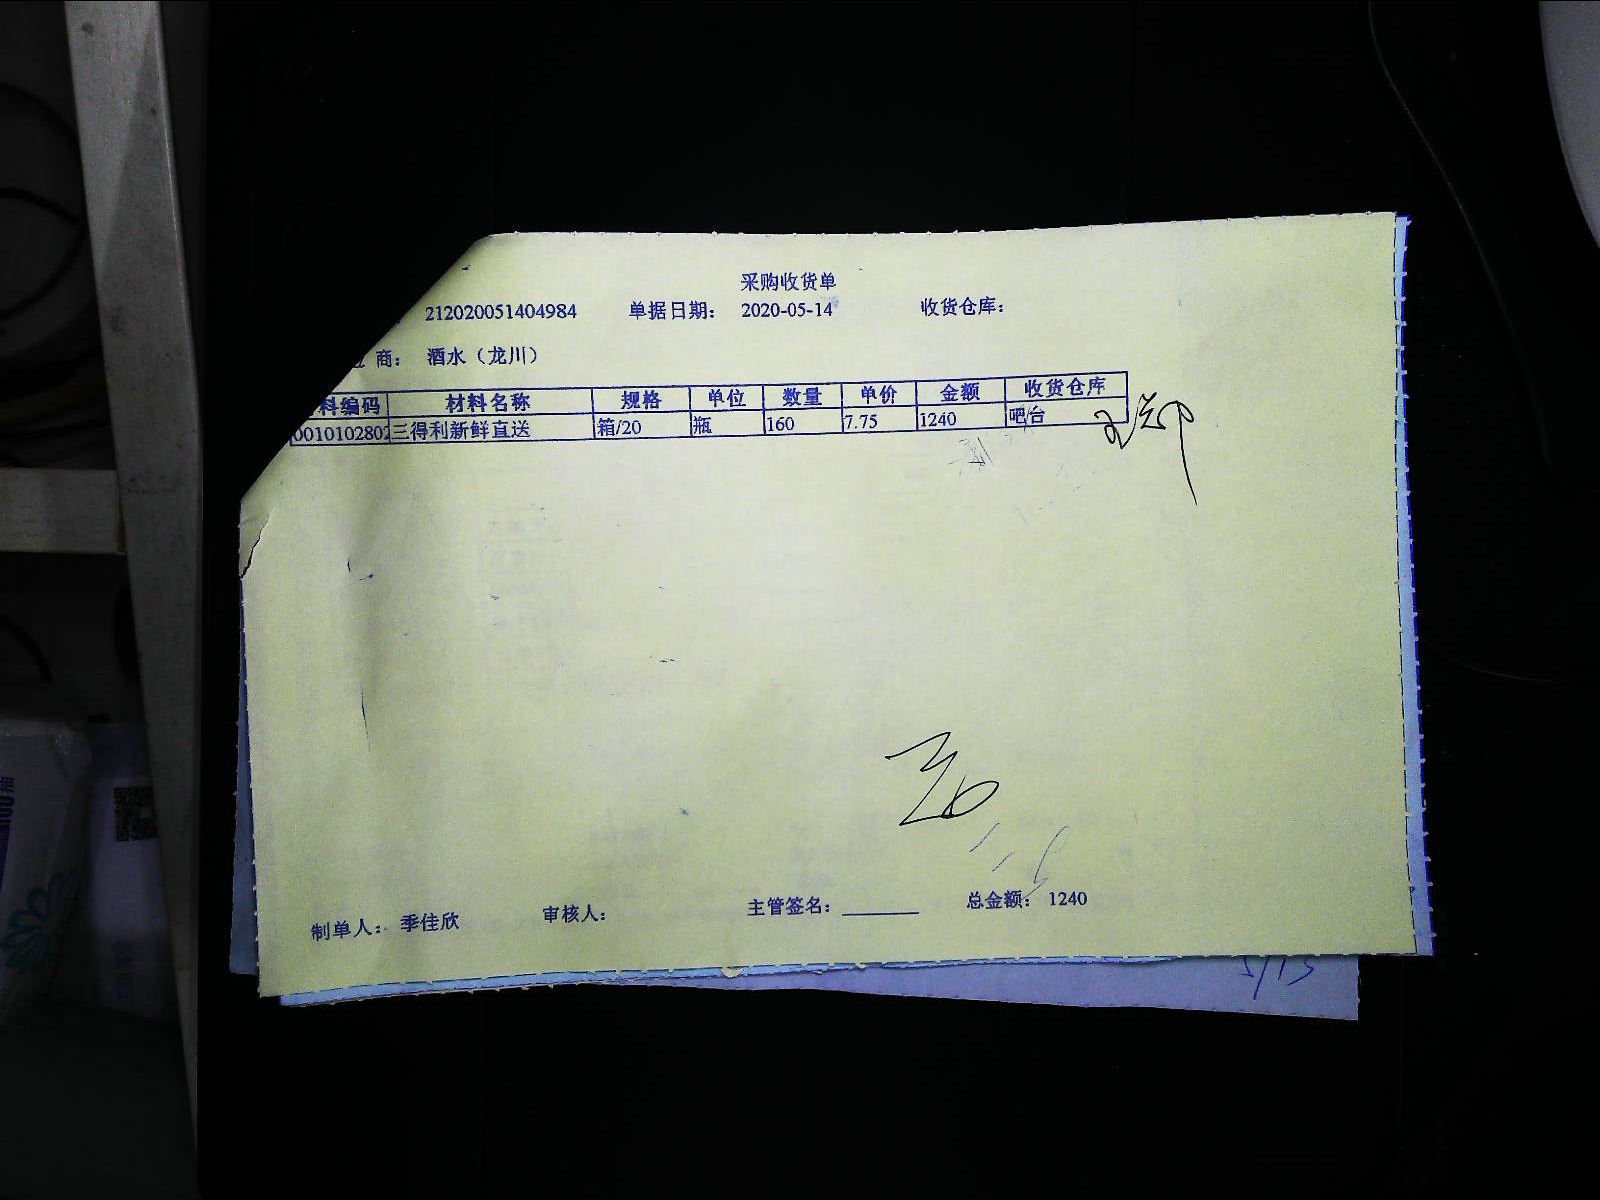 采购收货单
212020051404984 单据日期: 2020-05-14 收货仓库:
商: 酒水（龙川）
料编码 材料名称 规格 单位 数量 单价 金额 收货仓库
0010102802 三得利新鲜直送 箱/20 瓶 160 7.75 1240 吧台
制单人: 季佳欣 审核人: 主管签名: 总金额: 1240
5/13